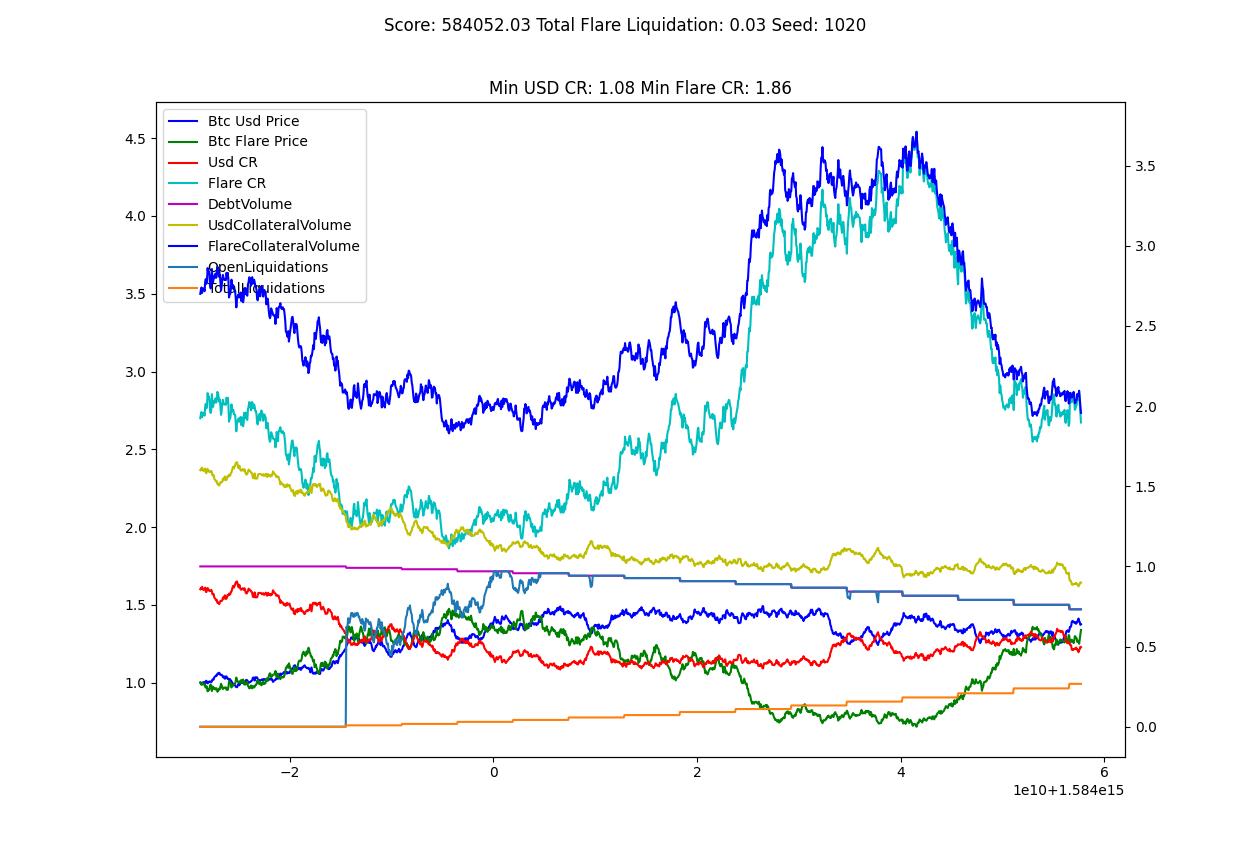 Score: 584052.03 Total Flare Liquidation: 0.03 Seed: 1020
Min USD CR: 1.08 Min Flare CR: 1.86
Btc Usd Price
Btc Flare Price
Usd CR
Flare CR
DebtVolume
UsdCollateralVolume
FlareCollateralVolume
OpenLiquidations
TotalLiquidations
4.5
4.0
3.5
3.0
2.5
2.0
1.5
1.0
3.5
3.0
2.5
2.0
1.5
1.0
0.5
0.0
−2 0 2 4 6
1e10+1.584e15